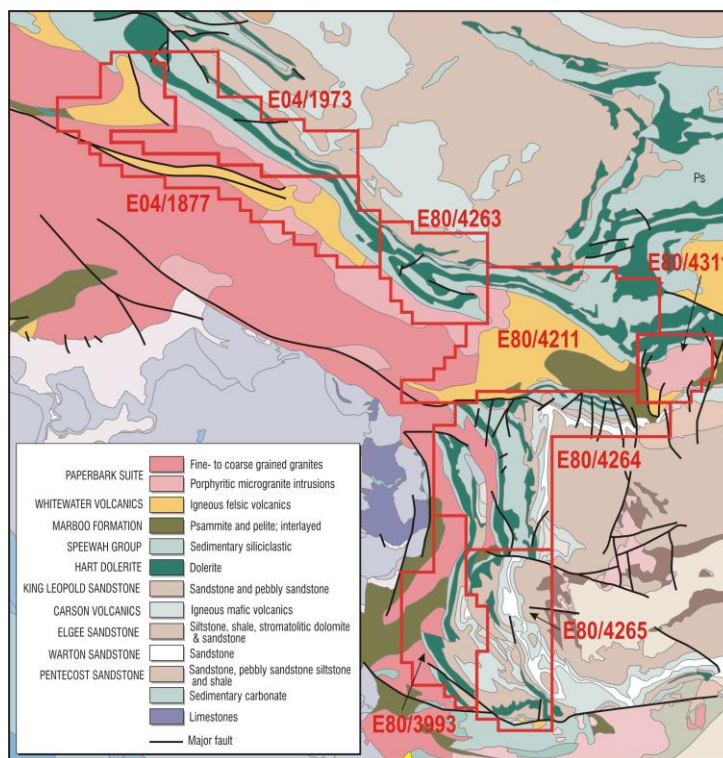 E04/1973
Ps
E04/1877
E80/4263
E80/4311
E80/4211
E80/4264
PAPERBARK SUITE
Fine- to coarse grained granites
Porphyritic microgranite intrusions
WHITEWATER VOLCANICS Igneous felsic volcanics
MARBOO FORMATION Psammite and pelite; interlayed
SPEEWAH GROUP Sedimentary siliciclastic
HART DOLERITE Dolerite
KING LEOPOLD SANDSTONE Sandstone and pebbly sandstone
CARSON VOLCANICS Igneous mafic volcanics
ELGEE SANDSTONE Siltstone, shale, stromatolitic dolomite
& sandstone
WARTON SANDSTONE Sandstone
PENTECOST SANDSTONE Sandstone, pebbly sandstone siltstone
and shale
Sedimentary carbonate
Limestones
Major fault
E80/4265
E80/3993